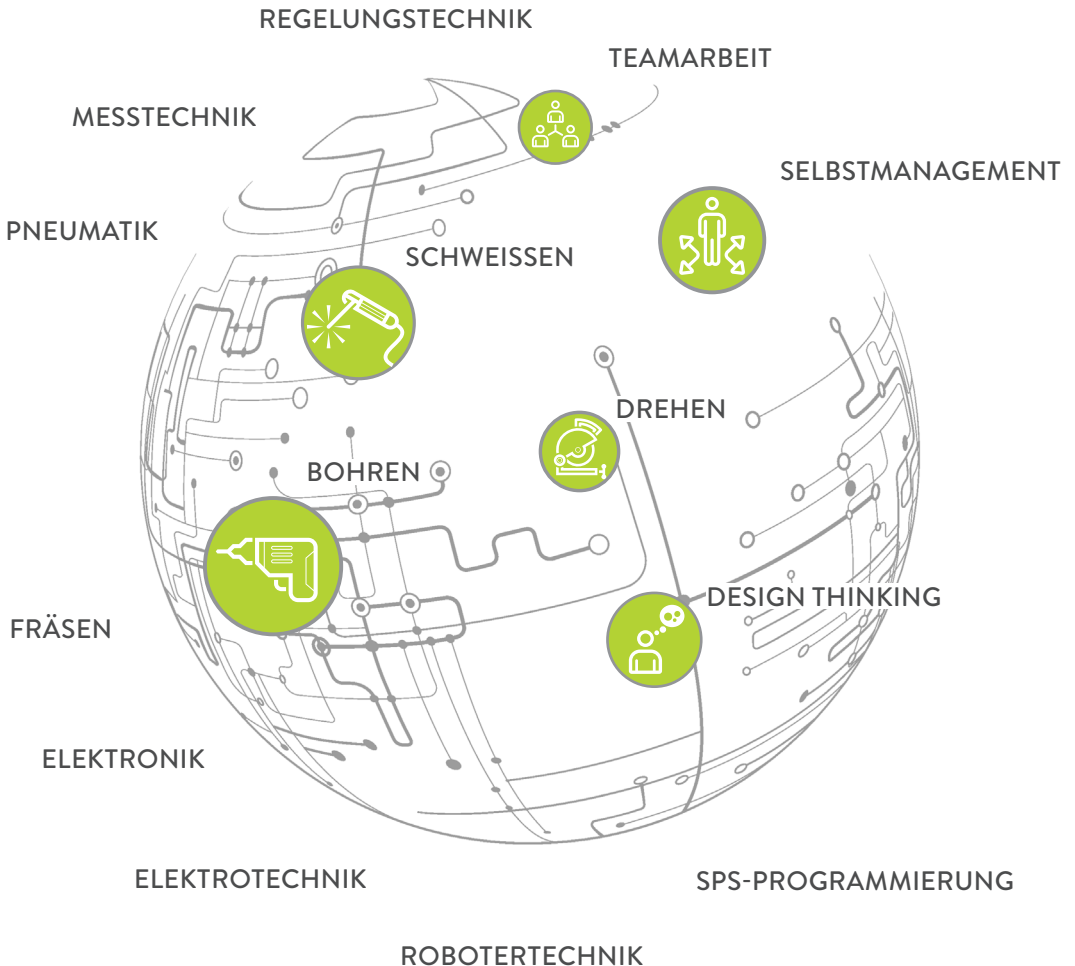 REGELUNGSTECHNIK
TEAMARBEIT
MESSTECHNIK
SELBSTMANAGEMENT
PNEUMATIK
SCHWEISSEN
DREHEN
BOHREN
DESIGN THINKING
FRÄSEN
ELEKTRONIK
ELEKTROTECHNIK
SPS-PROGRAMMIERUNG
ROBOTERTECHNIK